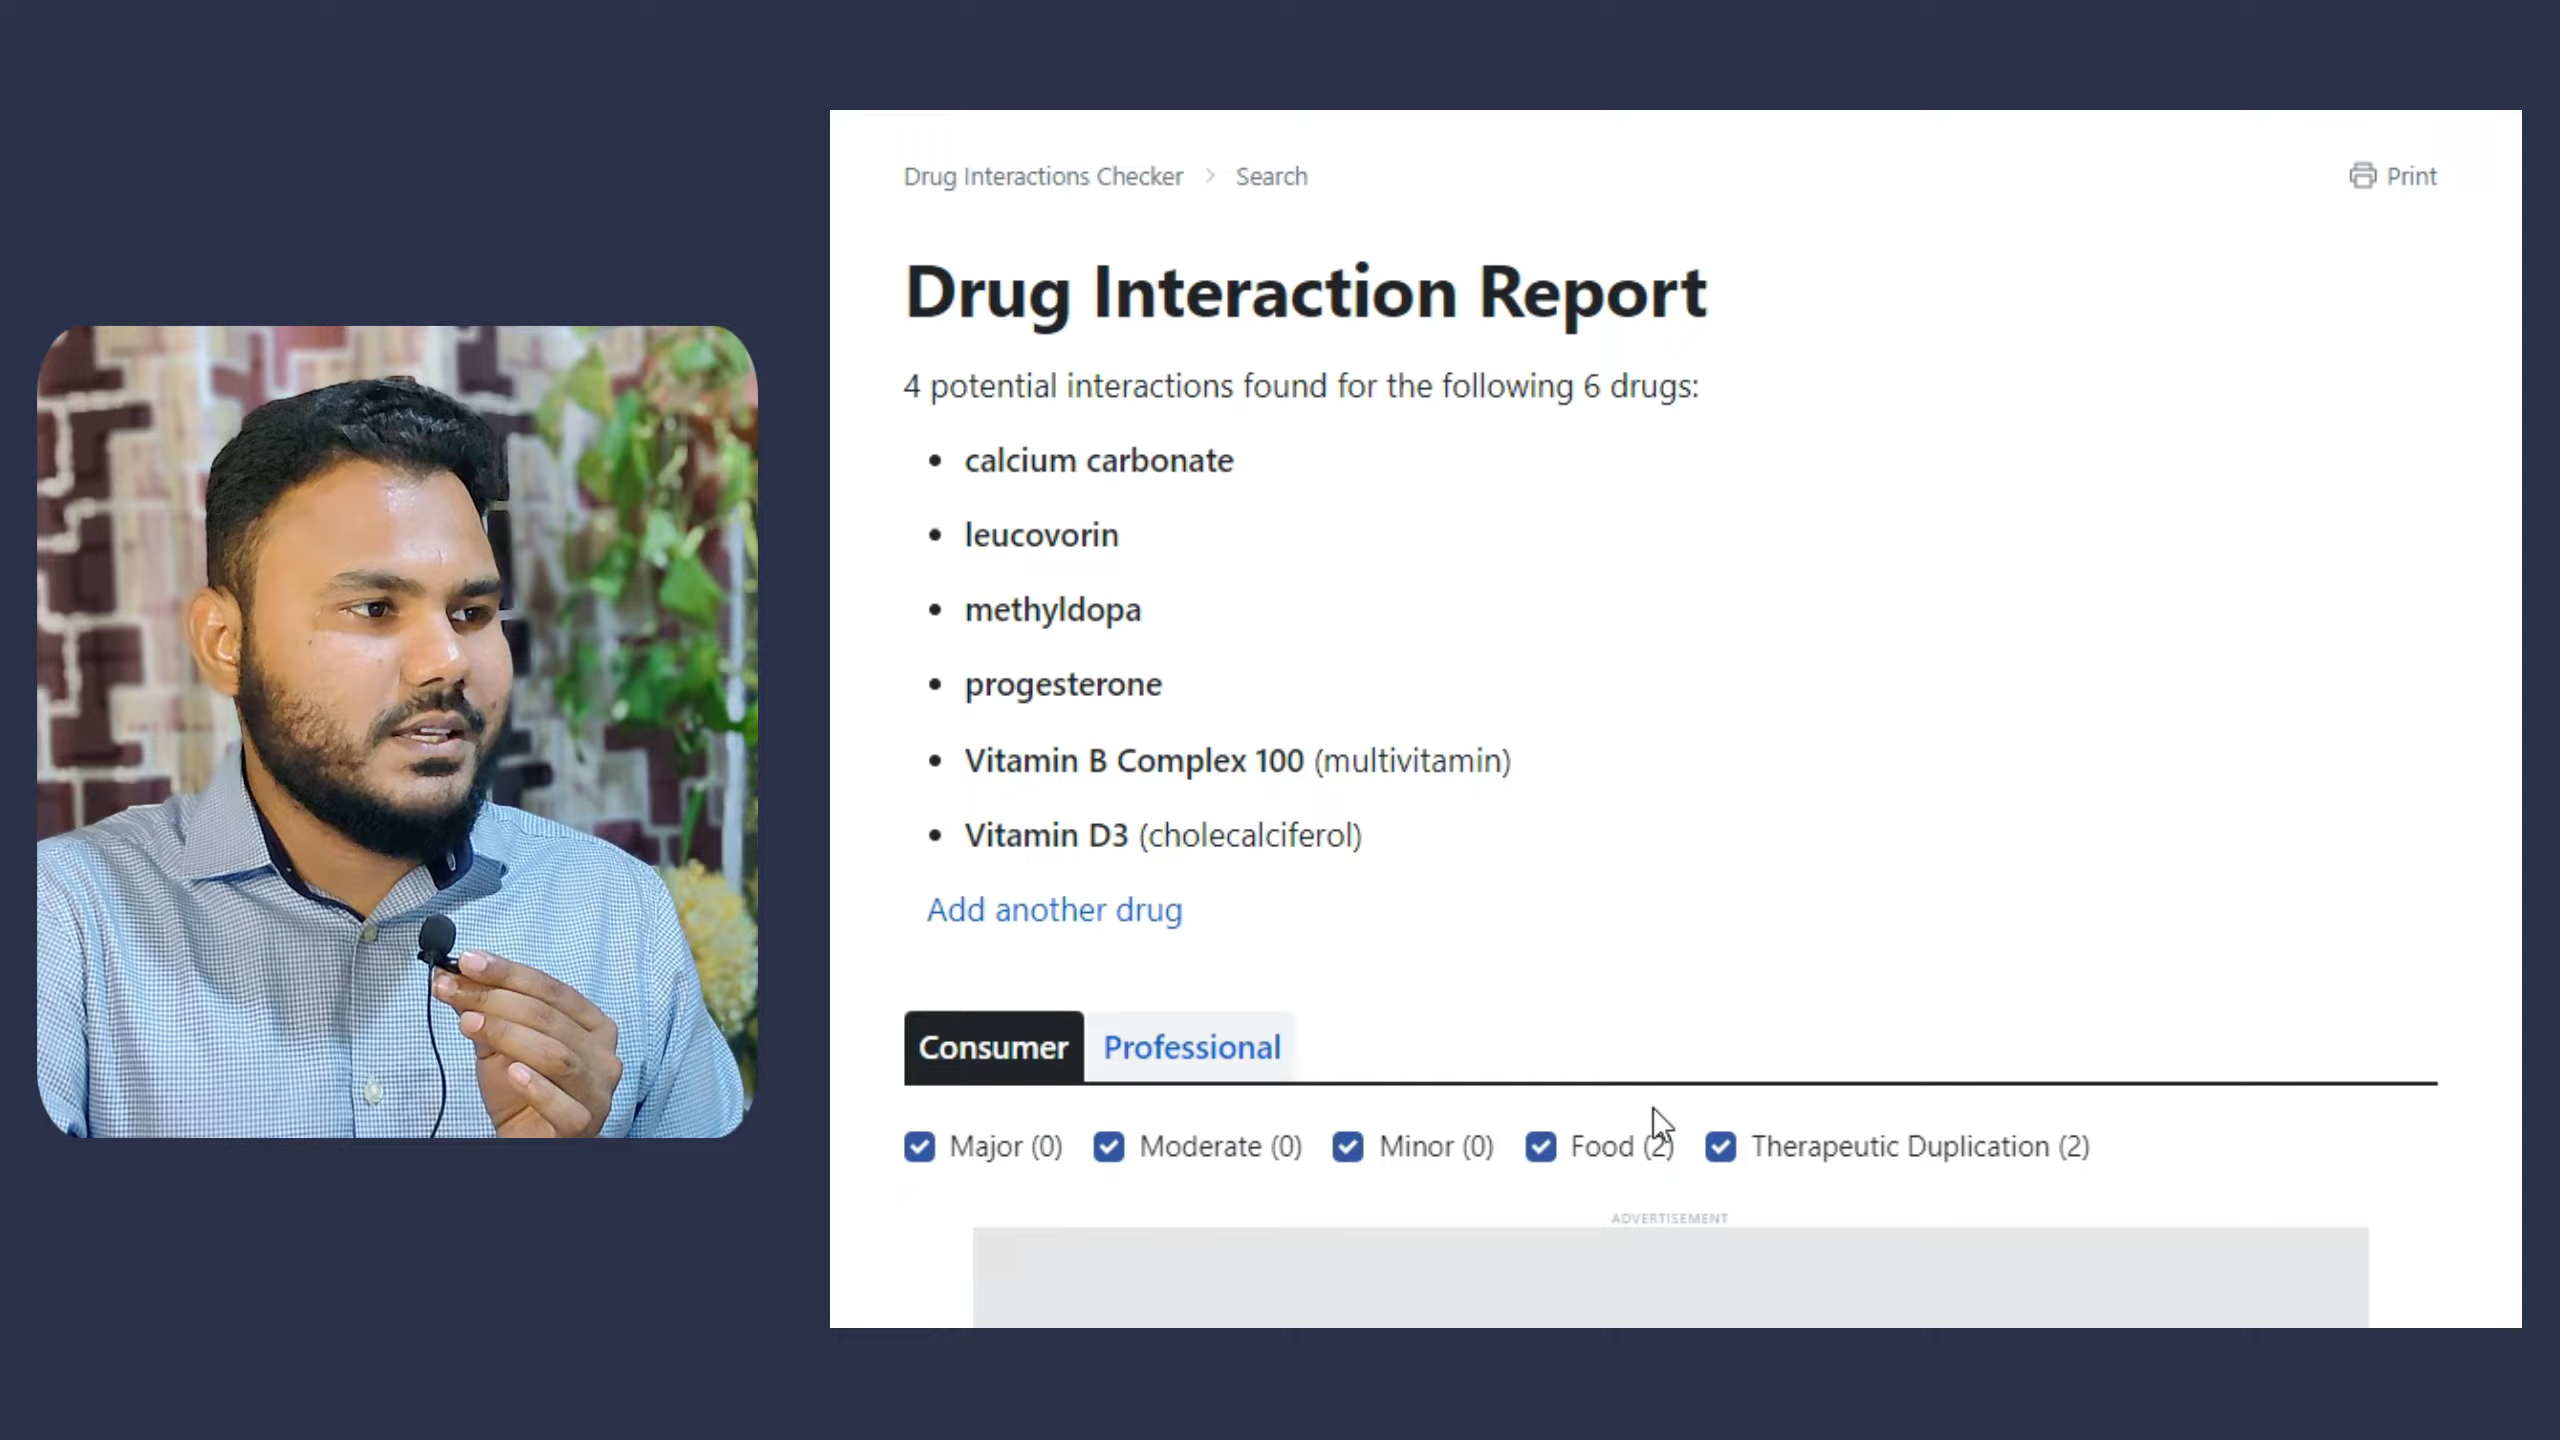 Drug Interactions Checker > Search
Print
Drug Interaction Report
4 potential interactions found for the following 6 drugs:
• calcium carbonate
• leucovorin
• methyldopa
• progesterone
• Vitamin B Complex 100 (multivitamin)
• Vitamin D3 (cholecalciferol)
Add another drug
Consumer Professional
Major (0) Moderate (0) Minor (0) Food (2) Therapeutic Duplication (2)
ADVERTISEMENT